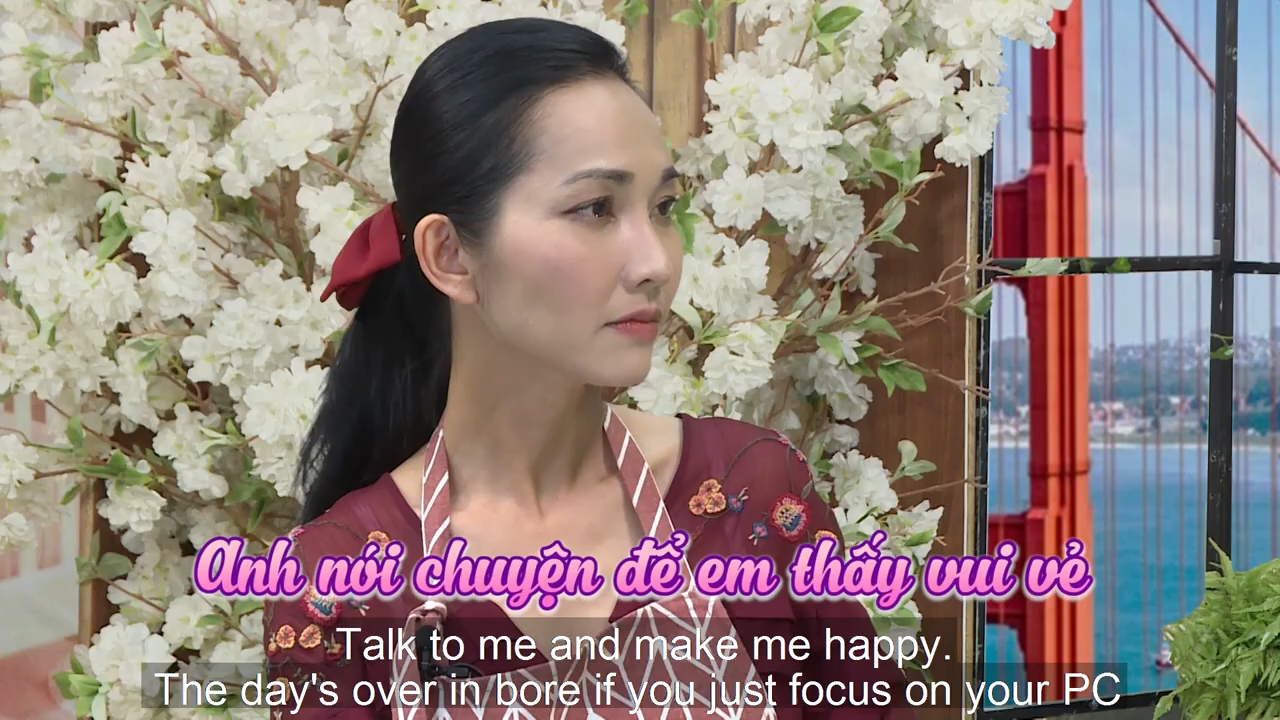 Anh nói chuyện để em thấy vui vẻ
Talk to me and make me happy.
The day's over in bore if you just focus on your PC